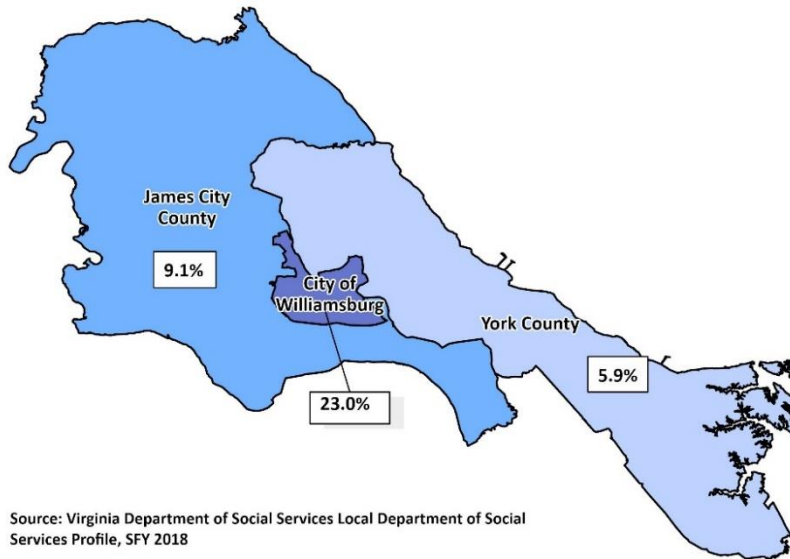 James City
County
9.1%
City of
Williamsburg
York County
5.9%
23.0%
Source: Virginia Department of Social Services Local Department of Social
Services Profile, SFY 2018